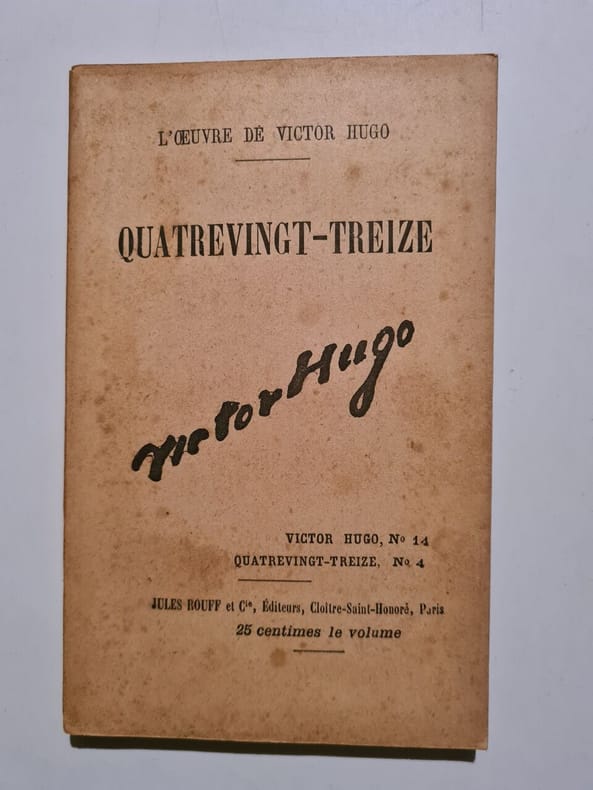 L'ŒUVRE DE VICTOR HUGO
QUATREVINGT-TREIZE
Victor Hugo
VICTOR HUGO, No 14
QUATREVINGT-TREIZE, No 4
JULES ROUFF et Cie, Éditeurs, Cloître-Saint-Honoré, Paris
25 centimes le volume